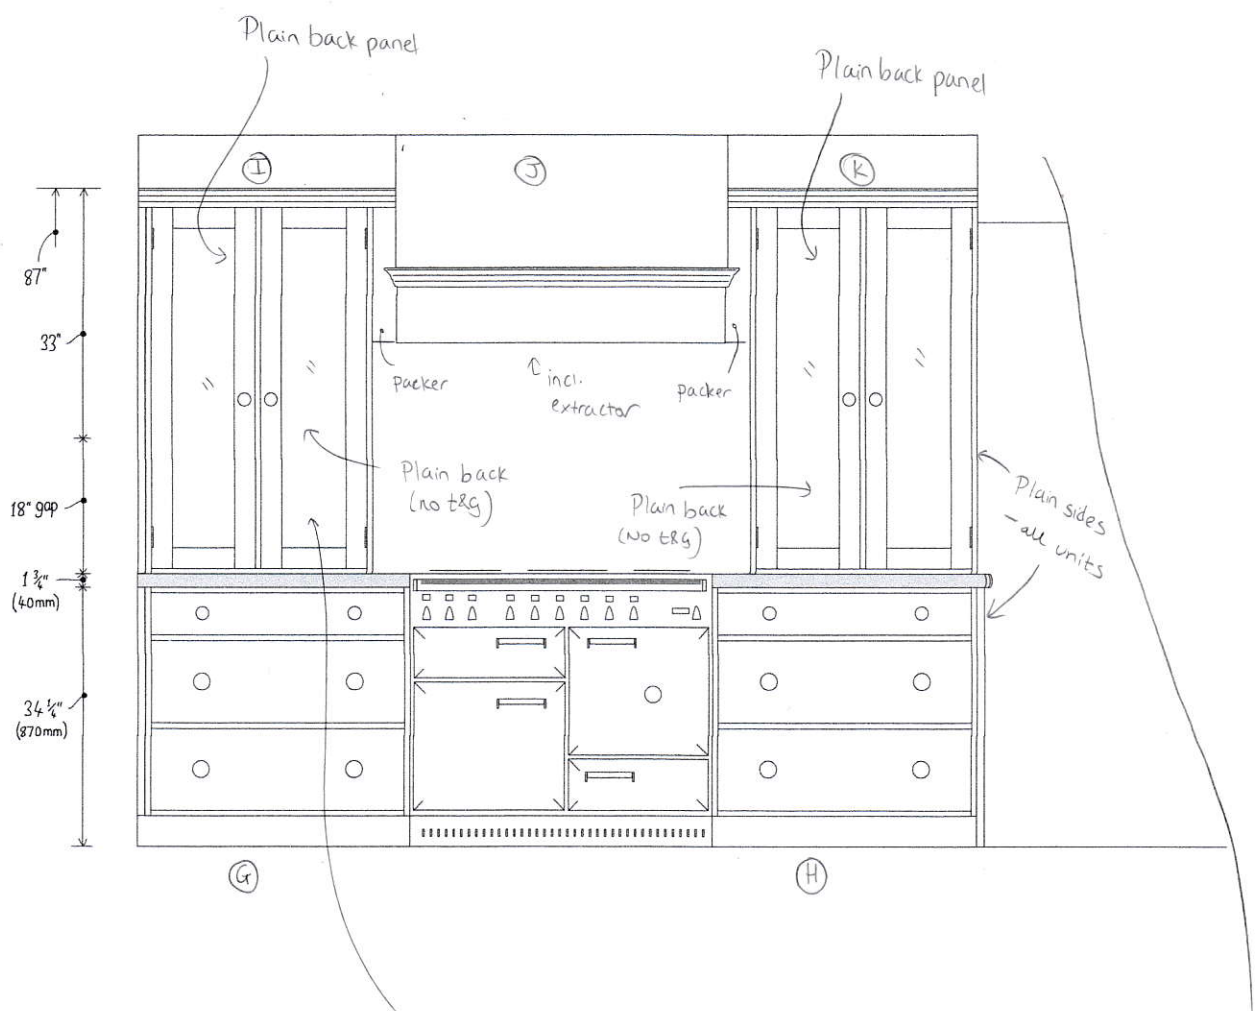 Plain back panel
Plain back panel
I
J
K
87"
33"
packer
incl.
extractor
packer
Plain back
(no t&g)
Plain back
(No t&g)
Plain sides
- all units
18" gap
1 3/4"
(40mm)
34 1/4"
(870mm)
G
H